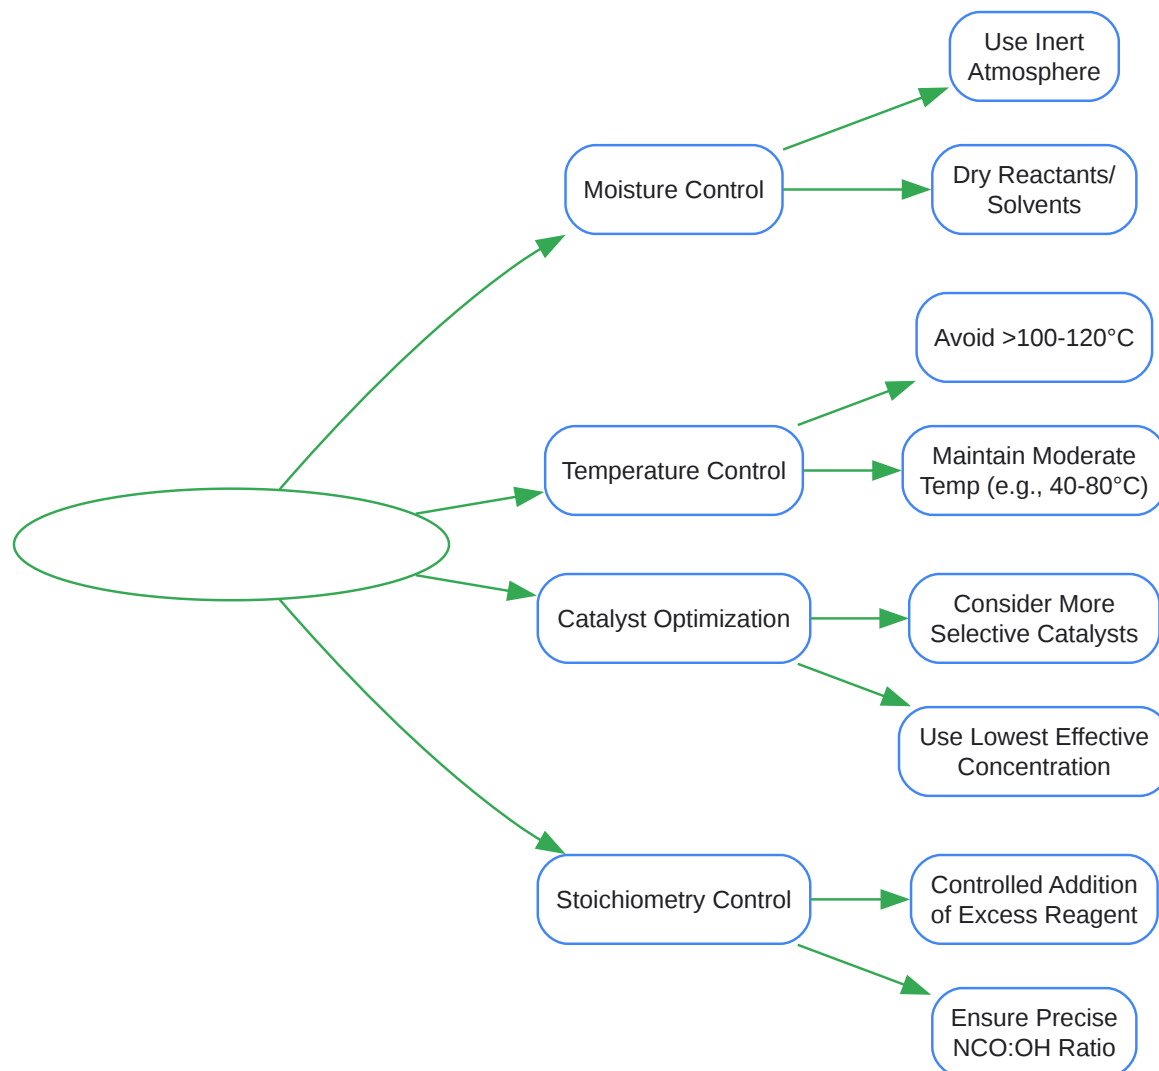 Use Inert
Atmosphere
Moisture Control
Dry Reactants/
Solvents
Avoid >100-120°C
Temperature Control
Maintain Moderate
Temp (e.g., 40-80°C)
Catalyst Optimization
Consider More
Selective Catalysts
Use Lowest Effective
Concentration
Stoichiometry Control
Controlled Addition
of Excess Reagent
Ensure Precise
NCO:OH Ratio